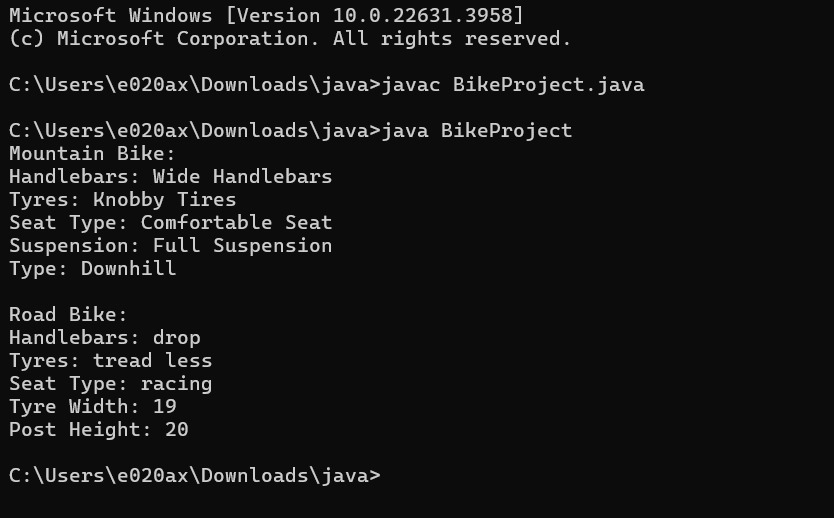 Microsoft Windows [Version 10.0.22631.3958]
(c) Microsoft Corporation. All rights reserved.
C:\Users\e020ax\Downloads\java>javac BikeProject.java
C:\Users\e020ax\Downloads\java>java BikeProject
Mountain Bike:
Handlebars: Wide Handlebars
Tyres: Knobby Tires
Seat Type: Comfortable Seat
Suspension: Full Suspension
Type: Downhill
Road Bike:
Handlebars: drop
Tyres: tread less
Seat Type: racing
Tyre Width: 19
Post Height: 20
C:\Users\e020ax\Downloads\java>